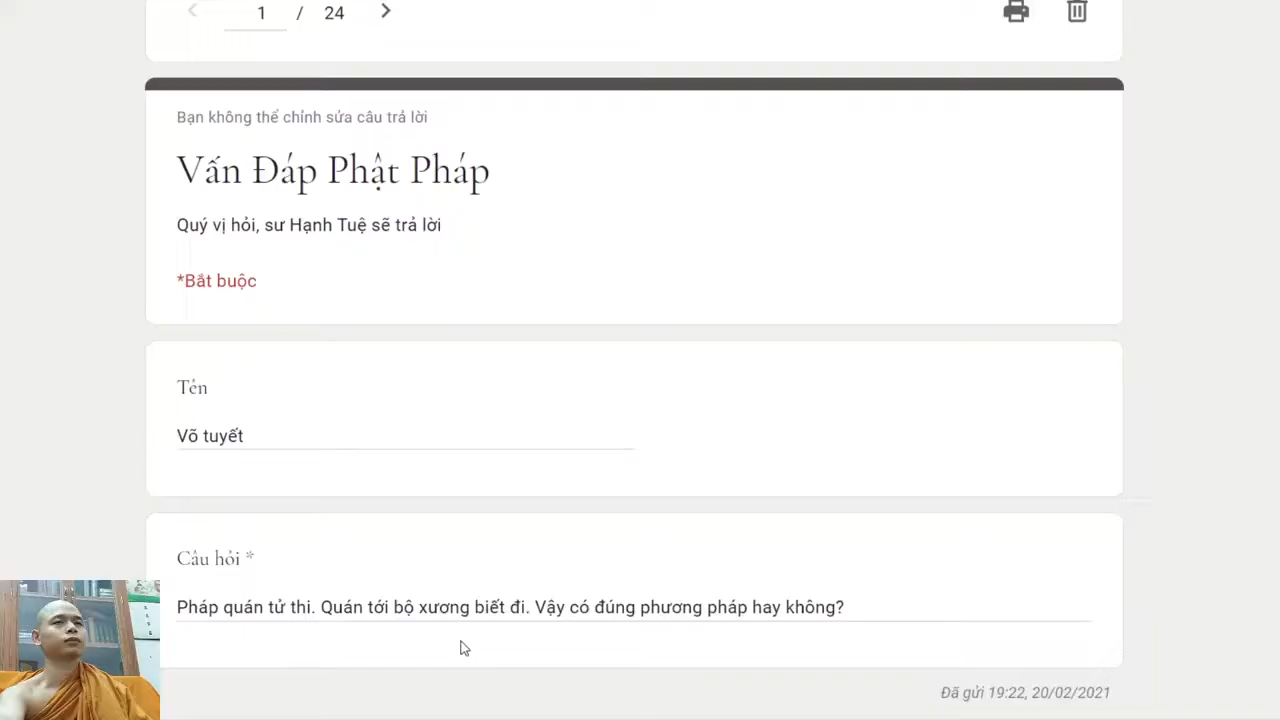 1 / 24
Bạn không thể chỉnh sửa câu trả lời
Vấn Đáp Phật Pháp
Quý vị hỏi, sư Hạnh Tuệ sẽ trả lời
*Bắt buộc
Tên
Võ tuyết
Câu hỏi *
Pháp quán tử thi. Quán tới bộ xương biết đi. Vậy có đúng phương pháp hay không?
Đã gửi 19:22, 20/02/2021